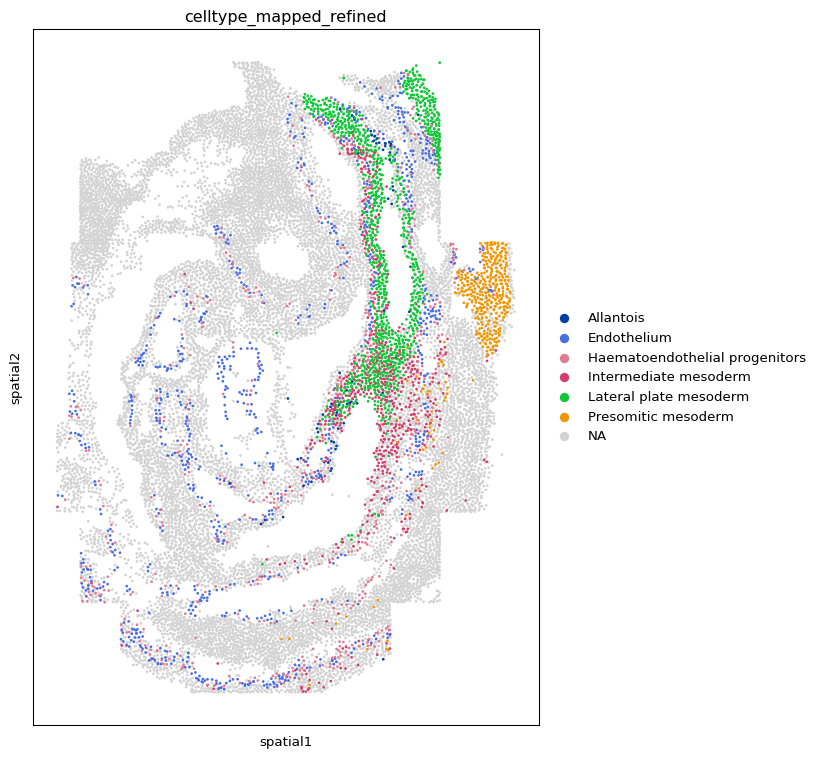 celltype_mapped_refined
spatial2
spatial1
Allantois
Endothelium
Haematoendothelial progenitors
Intermediate mesoderm
Lateral plate mesoderm
Presomitic mesoderm
NA